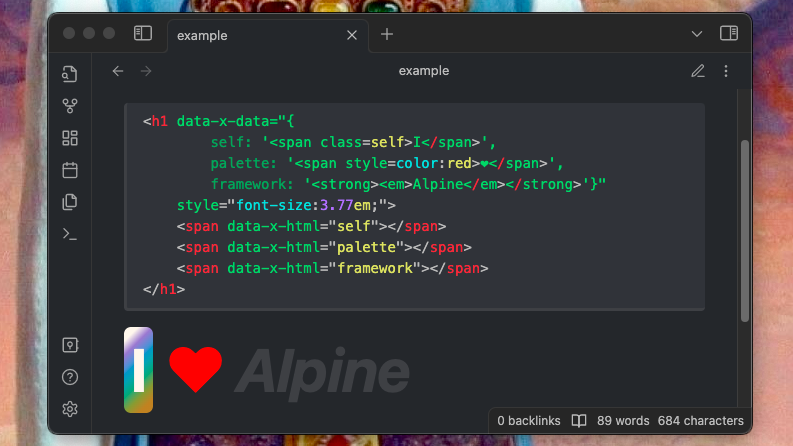 example
example
<h1 data-x-data="{
self: '<span class=self>I</span>',
palette: '<span style=color:red>♥</span>',
framework: '<strong><em>Alpine</em></strong>'}"
style="font-size:3.77em;">
<span data-x-html="self"></span>
<span data-x-html="palette"></span>
<span data-x-html="framework"></span>
</h1>
I ♥ Alpine
0 backlinks 89 words 684 characters